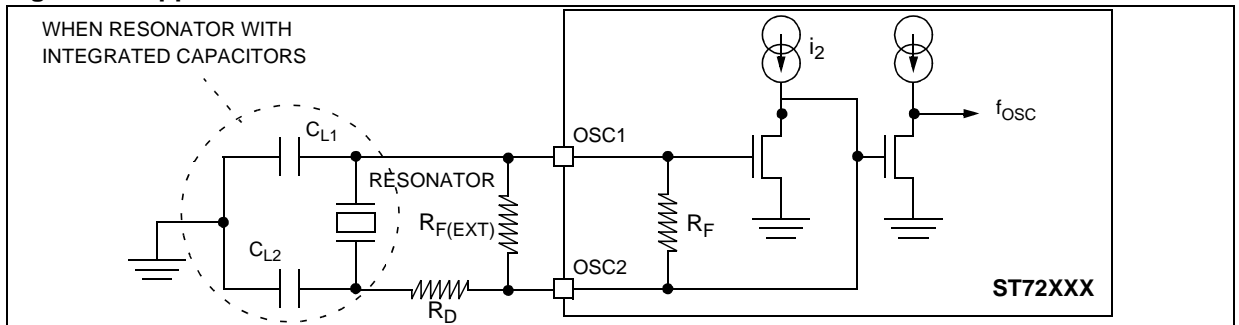 WHEN RESONATOR WITH
INTEGRATED CAPACITORS
i2
fOSC
CL1
OSC1
RESONATOR
RF(EXT)
RF
CL2
OSC2
RD
ST72XXX